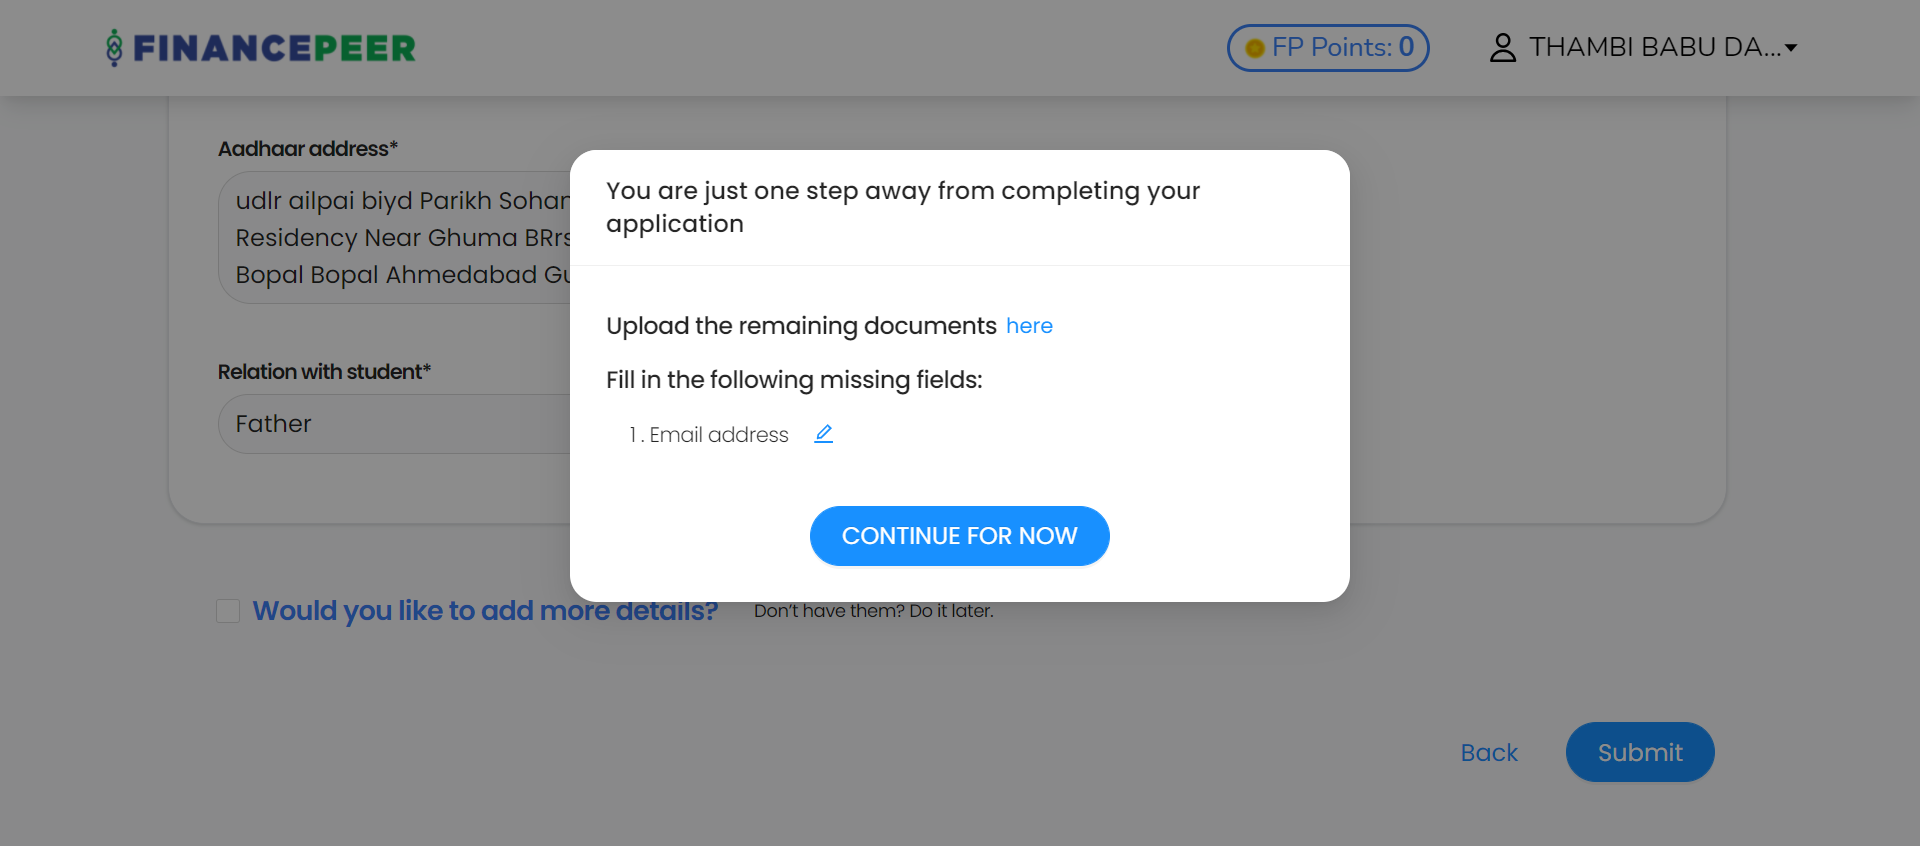 FINANCEPEER
FP Points: 0
THAMBI BABU DA...
Aadhaar address*
udlr ailpai biyd Parikh Sohan
Residency Near Ghuma BRrs
Bopal Bopal Ahmedabad Gu
Relation with student*
Father
You are just one step away from completing your
application
Upload the remaining documents here
Fill in the following missing fields:
1 . Email address
CONTINUE FOR NOW
Would you like to add more details? Don't have them? Do it later.
Back
Submit